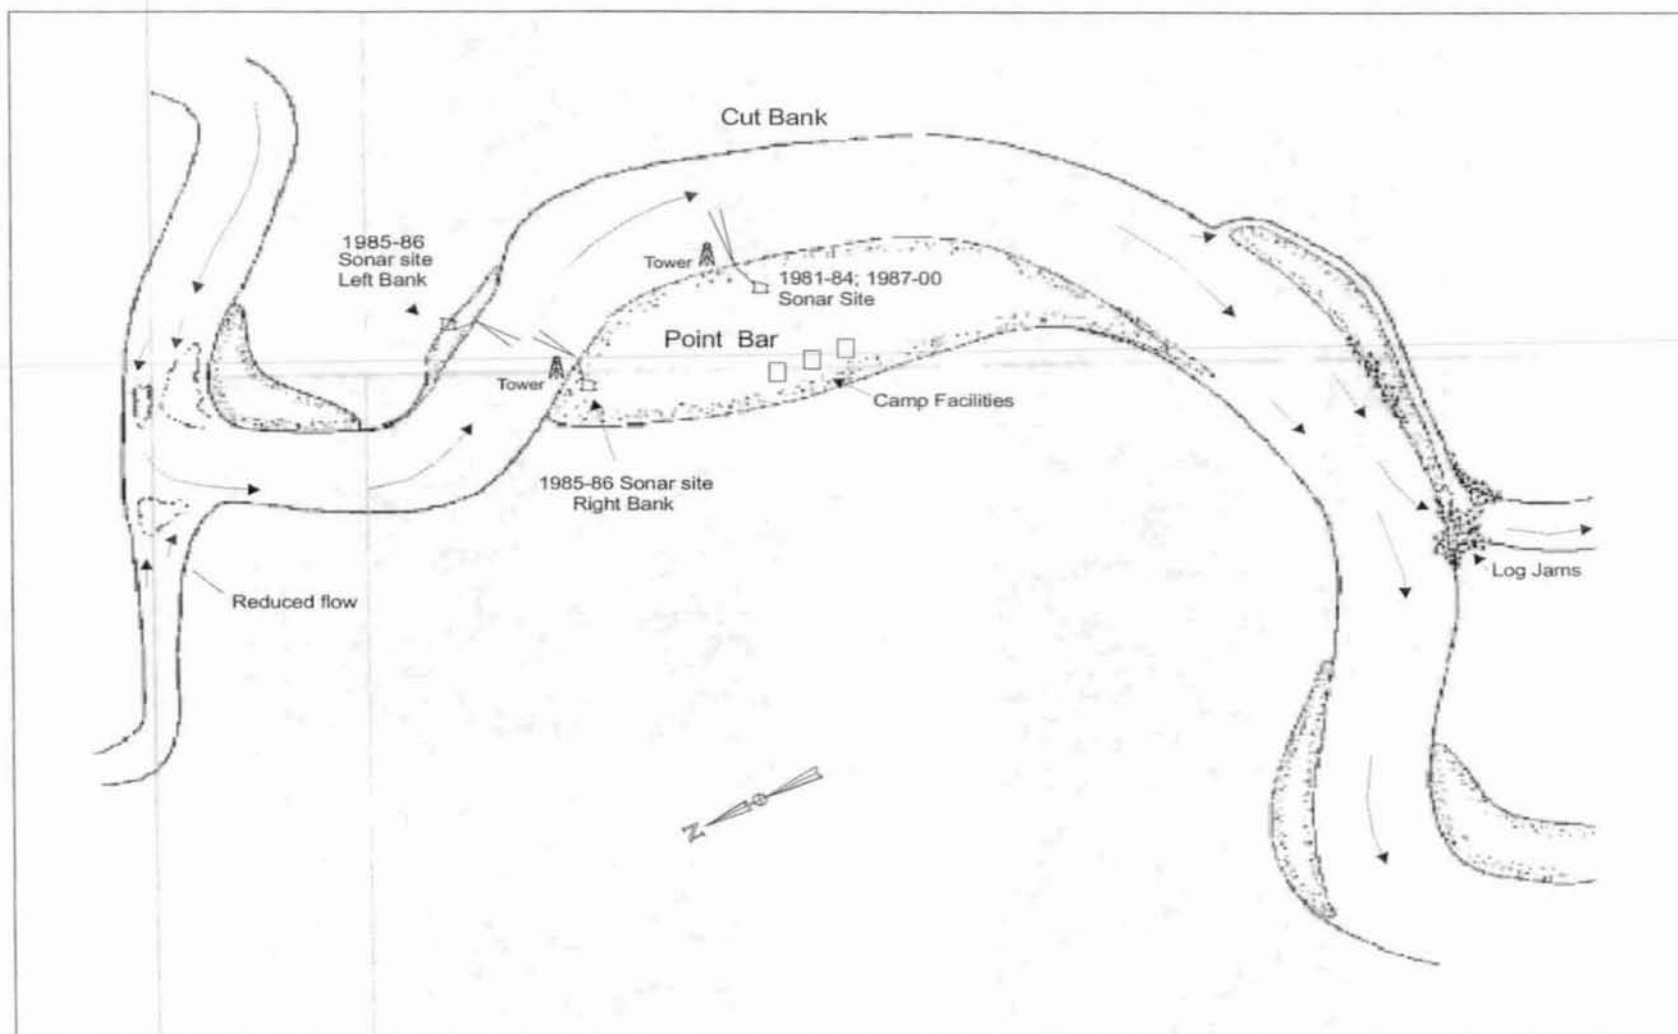 Cut Bank
1985-86
Sonar site
Left Bank
Tower
1981-84; 1987-00
Sonar Site
Point Bar
Tower
Camp Facilities
1985-86 Sonar site
Right Bank
Log Jams
Reduced flow
N